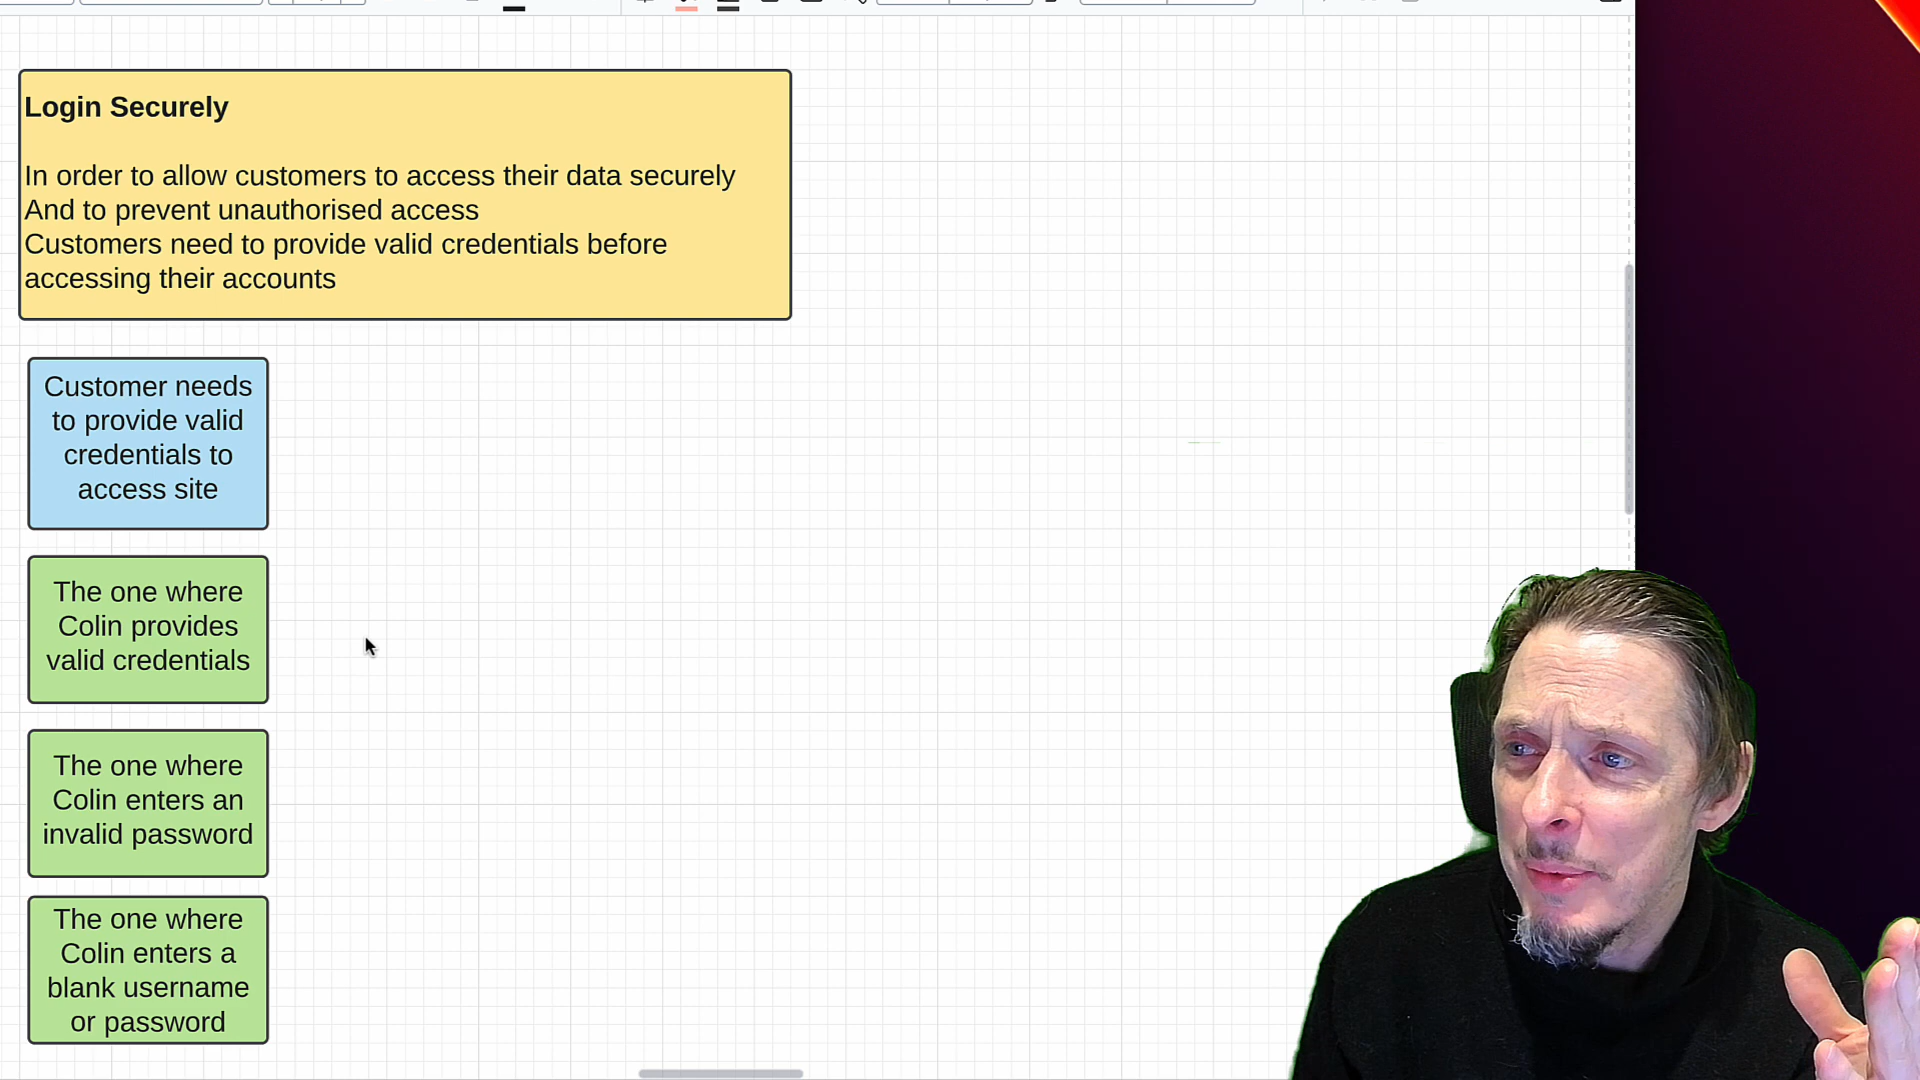 Login Securely
In order to allow customers to access their data securely
And to prevent unauthorised access
Customers need to provide valid credentials before
accessing their accounts
Customer needs
to provide valid
credentials to
access site
The one where
Colin provides
valid credentials
The one where
Colin enters an
invalid password
The one where
Colin enters a
blank username
or password